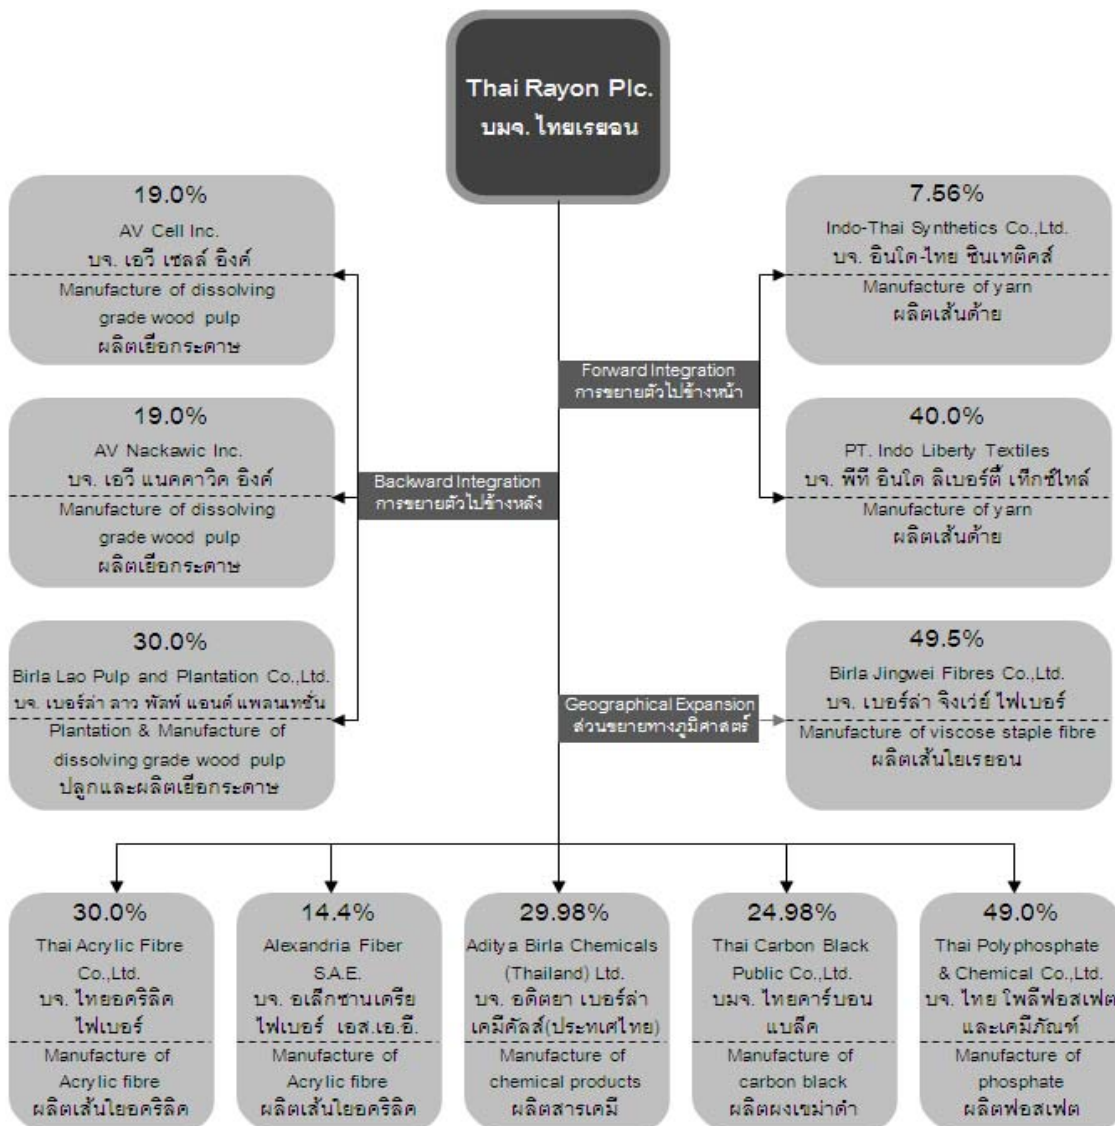 Thai Rayon Plc.
บมจ. ไทยเรยอน
19.0%
AV Cell Inc.
บจ. เอวี เซลล์ อิงค์
Manufacture of dissolving
grade wood pulp
ผลิตเยื่อกระดาษ
19.0%
AV Nackawic Inc.
บจ. เอวี แนคคาวิค อิงค์
Manufacture of dissolving
grade wood pulp
ผลิตเยื่อกระดาษ
30.0%
Birla Lao Pulp and Plantation Co.,Ltd.
บจ. เบอร์ล่า ลาว พัลพ์ แอนด์ แพลนเทชั่น
Plantation & Manufacture of
dissolving grade wood pulp
ปลูกและผลิตเยื่อกระดาษ
Backward Integration
การขยายตัวไปข้างหลัง
Forward Integration
การขยายตัวไปข้างหน้า
7.56%
Indo-Thai Synthetics Co.,Ltd.
บจ. อินโด-ไทย ซินเทติคส์
Manufacture of yarn
ผลิตเส้นด้าย
40.0%
PT. Indo Liberty Textiles
บจ. พีที อินโด ลิเบอร์ตี้ เท็กซ์ไทล์
Manufacture of yarn
ผลิตเส้นด้าย
Geographical Expansion
ส่วนขยายทางภูมิศาสตร์
49.5%
Birla Jingwei Fibres Co.,Ltd.
บจ. เบอร์ล่า จิงเว่ย์ ไฟเบอร์
Manufacture of viscose staple fibre
ผลิตเส้นใยเรยอน
30.0%
Thai Acrylic Fibre
Co.,Ltd.
บจ. ไทยอคริลิค
ไฟเบอร์
Manufacture of
Acrylic fibre
ผลิตเส้นใยอคริลิค
14.4%
Alexandria Fiber
S.A.E.
บจ. อเล็กซานเดรีย
ไฟเบอร์ เอส.เอ.อี.
Manufacture of
Acrylic fibre
ผลิตเส้นใยอคริลิค
29.98%
Aditya Birla Chemicals
(Thailand) Ltd.
บจ. อดิตยา เบอร์ล่า
เคมีคัลส์(ประเทศไทย)
Manufacture of
chemical products
ผลิตสารเคมี
24.98%
Thai Carbon Black
Public Co.,Ltd.
บมจ. ไทยคาร์บอน
แบล็ค
Manufacture of
carbon black
ผลิตผงเขม่าดำ
49.0%
Thai Polyphosphate
& Chemical Co.,Ltd.
บจ. ไทย โพลีฟอสเฟต
และเคมีภัณฑ์
Manufacture of
phosphate
ผลิตฟอสเฟต